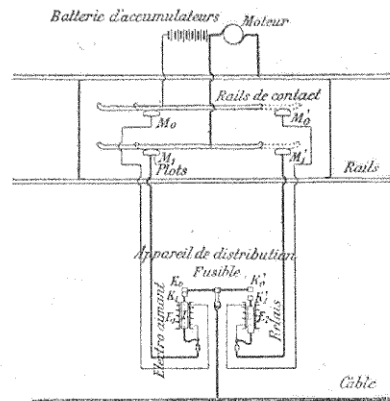 Batterie d'accumulateurs
Moteur
Rails de contact
M₀
M'₀
M₁
M'₁
Plots
Rails
Appareil de distribution
Fusible
K₀
K'₀
K₁
K'₁
Electro aimant
Relais
Câble